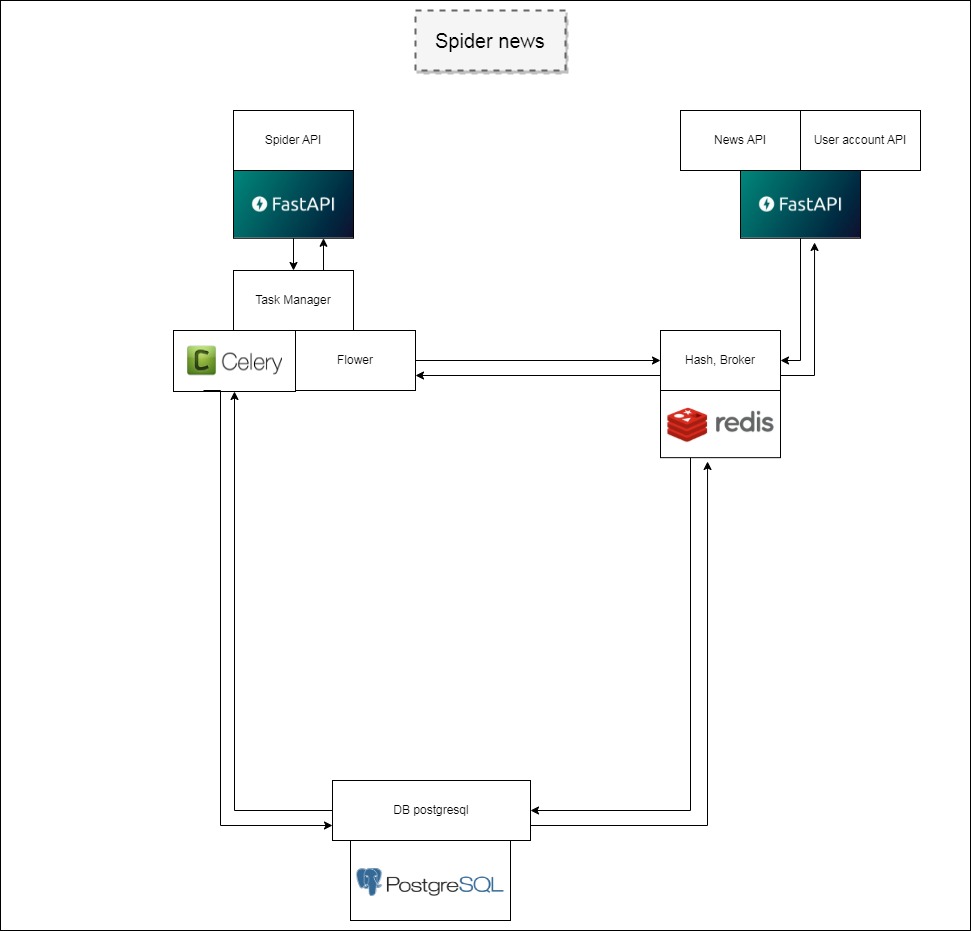 Spider news
Spider API
FastAPI
News API
User account API
FastAPI
Task Manager
C Celery
Flower
Hash, Broker
redis
DB postgresql
PostgreSQL